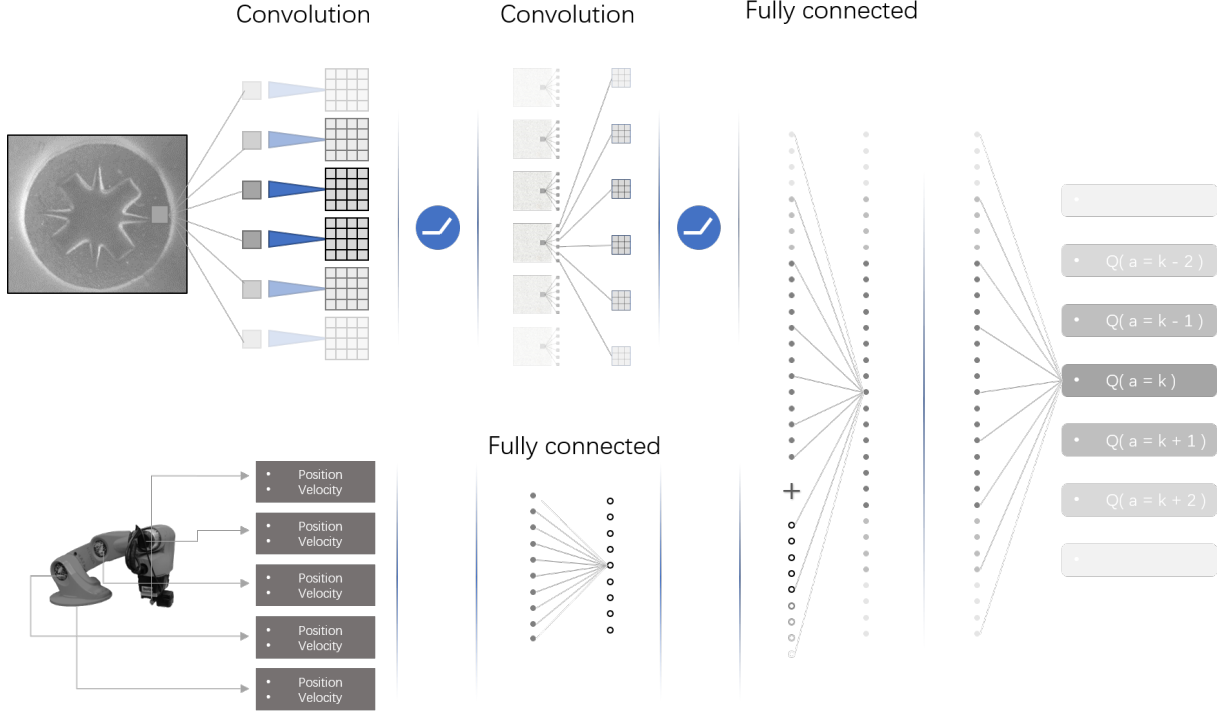 Convolution
Convolution
Fully connected
Q( a = k - 2 )
Q( a = k - 1 )
Q( a = k )
Q( a = k + 1 )
Q( a = k + 2 )
Fully connected
• Position
• Velocity
• Position
• Velocity
• Position
• Velocity
• Position
• Velocity
• Position
• Velocity
+